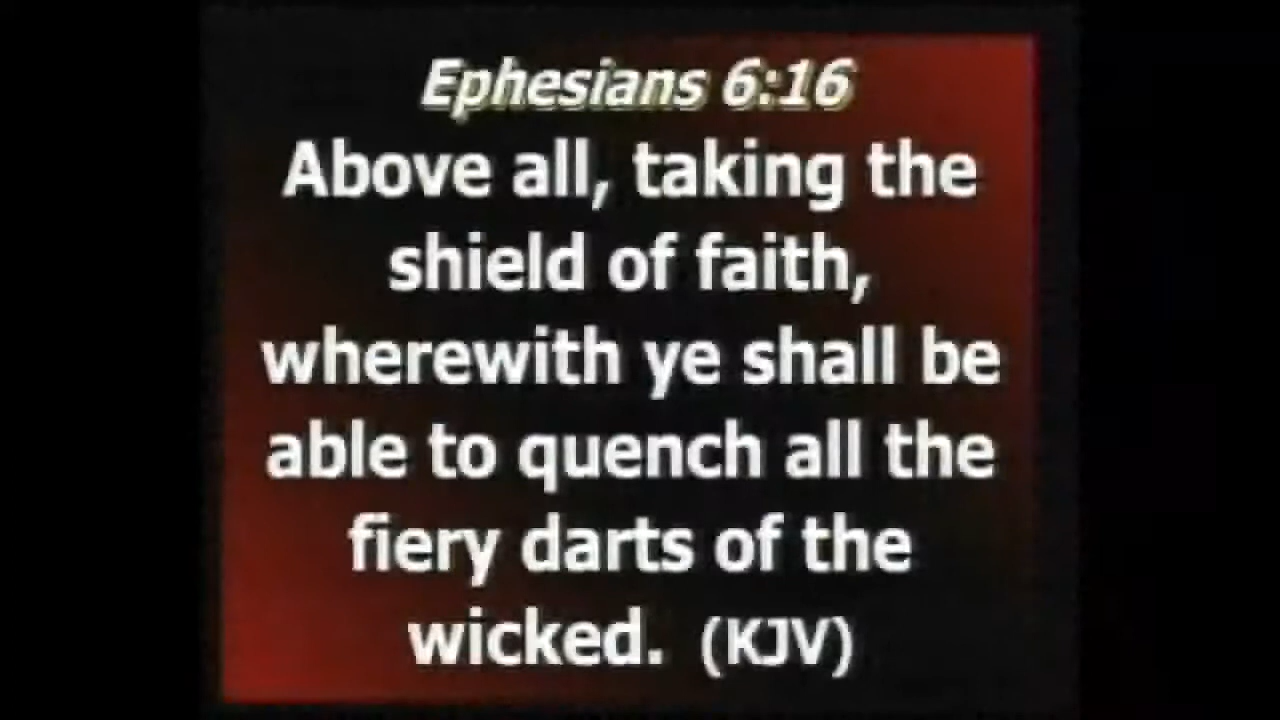 Ephesians 6:16
Above all, taking the
shield of faith,
wherewith ye shall be
able to quench all the
fiery darts of the
wicked. (KJV)